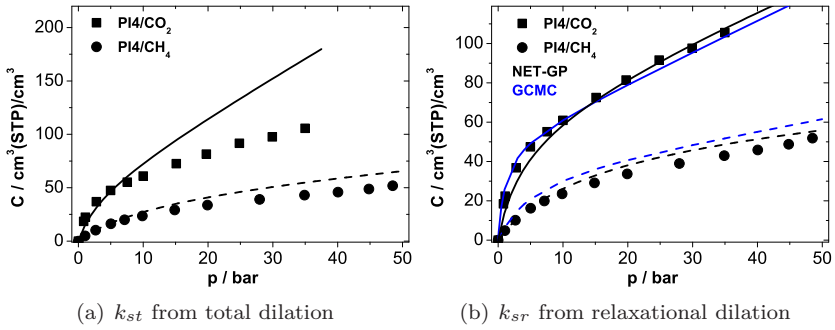 200
150
100
50
0
C / cm³(STP)/cm³
0 10 20 30 40 50
p / bar
PI4/CO₂
PI4/CH₄
(a) kst from total dilation
100
80
60
40
20
0
C / cm³(STP)/cm³
0 10 20 30 40 50
p / bar
PI4/CO₂
PI4/CH₄
NET-GP
GCMC
(b) ksr from relaxational dilation